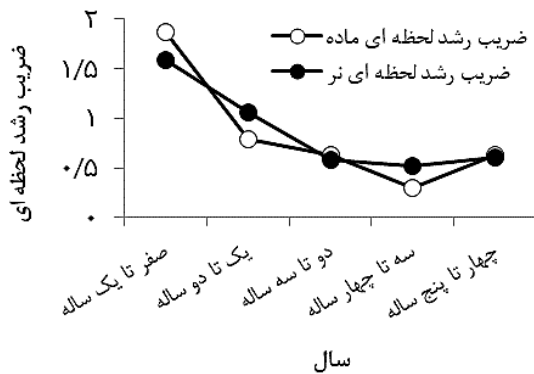 ضریب رشد لحظه ای ماده
ضریب رشد لحظه ای نر
ضریب رشد لحظه ای
۲
۱/۵
۱
۰/۵
۰
صفر تا یک ساله
یک تا دو ساله
دو تا سه ساله
سه تا چهار ساله
چهار تا پنج ساله
سال